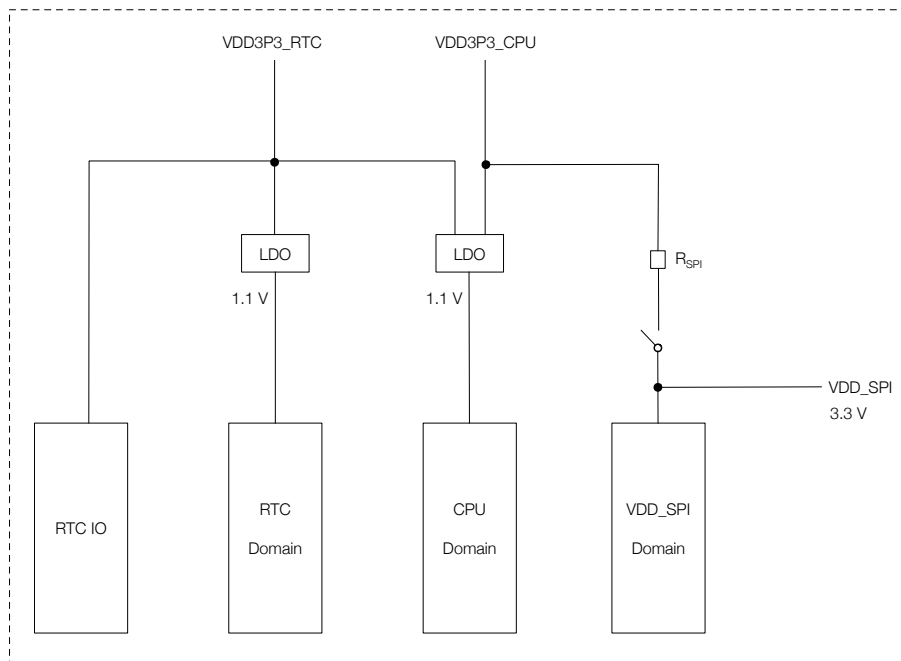 VDD3P3_RTC
VDD3P3_CPU
LDO
LDO
R_SPI
1.1 V
1.1 V
VDD_SPI
3.3 V
RTC IO
RTC
Domain
CPU
Domain
VDD_SPI
Domain